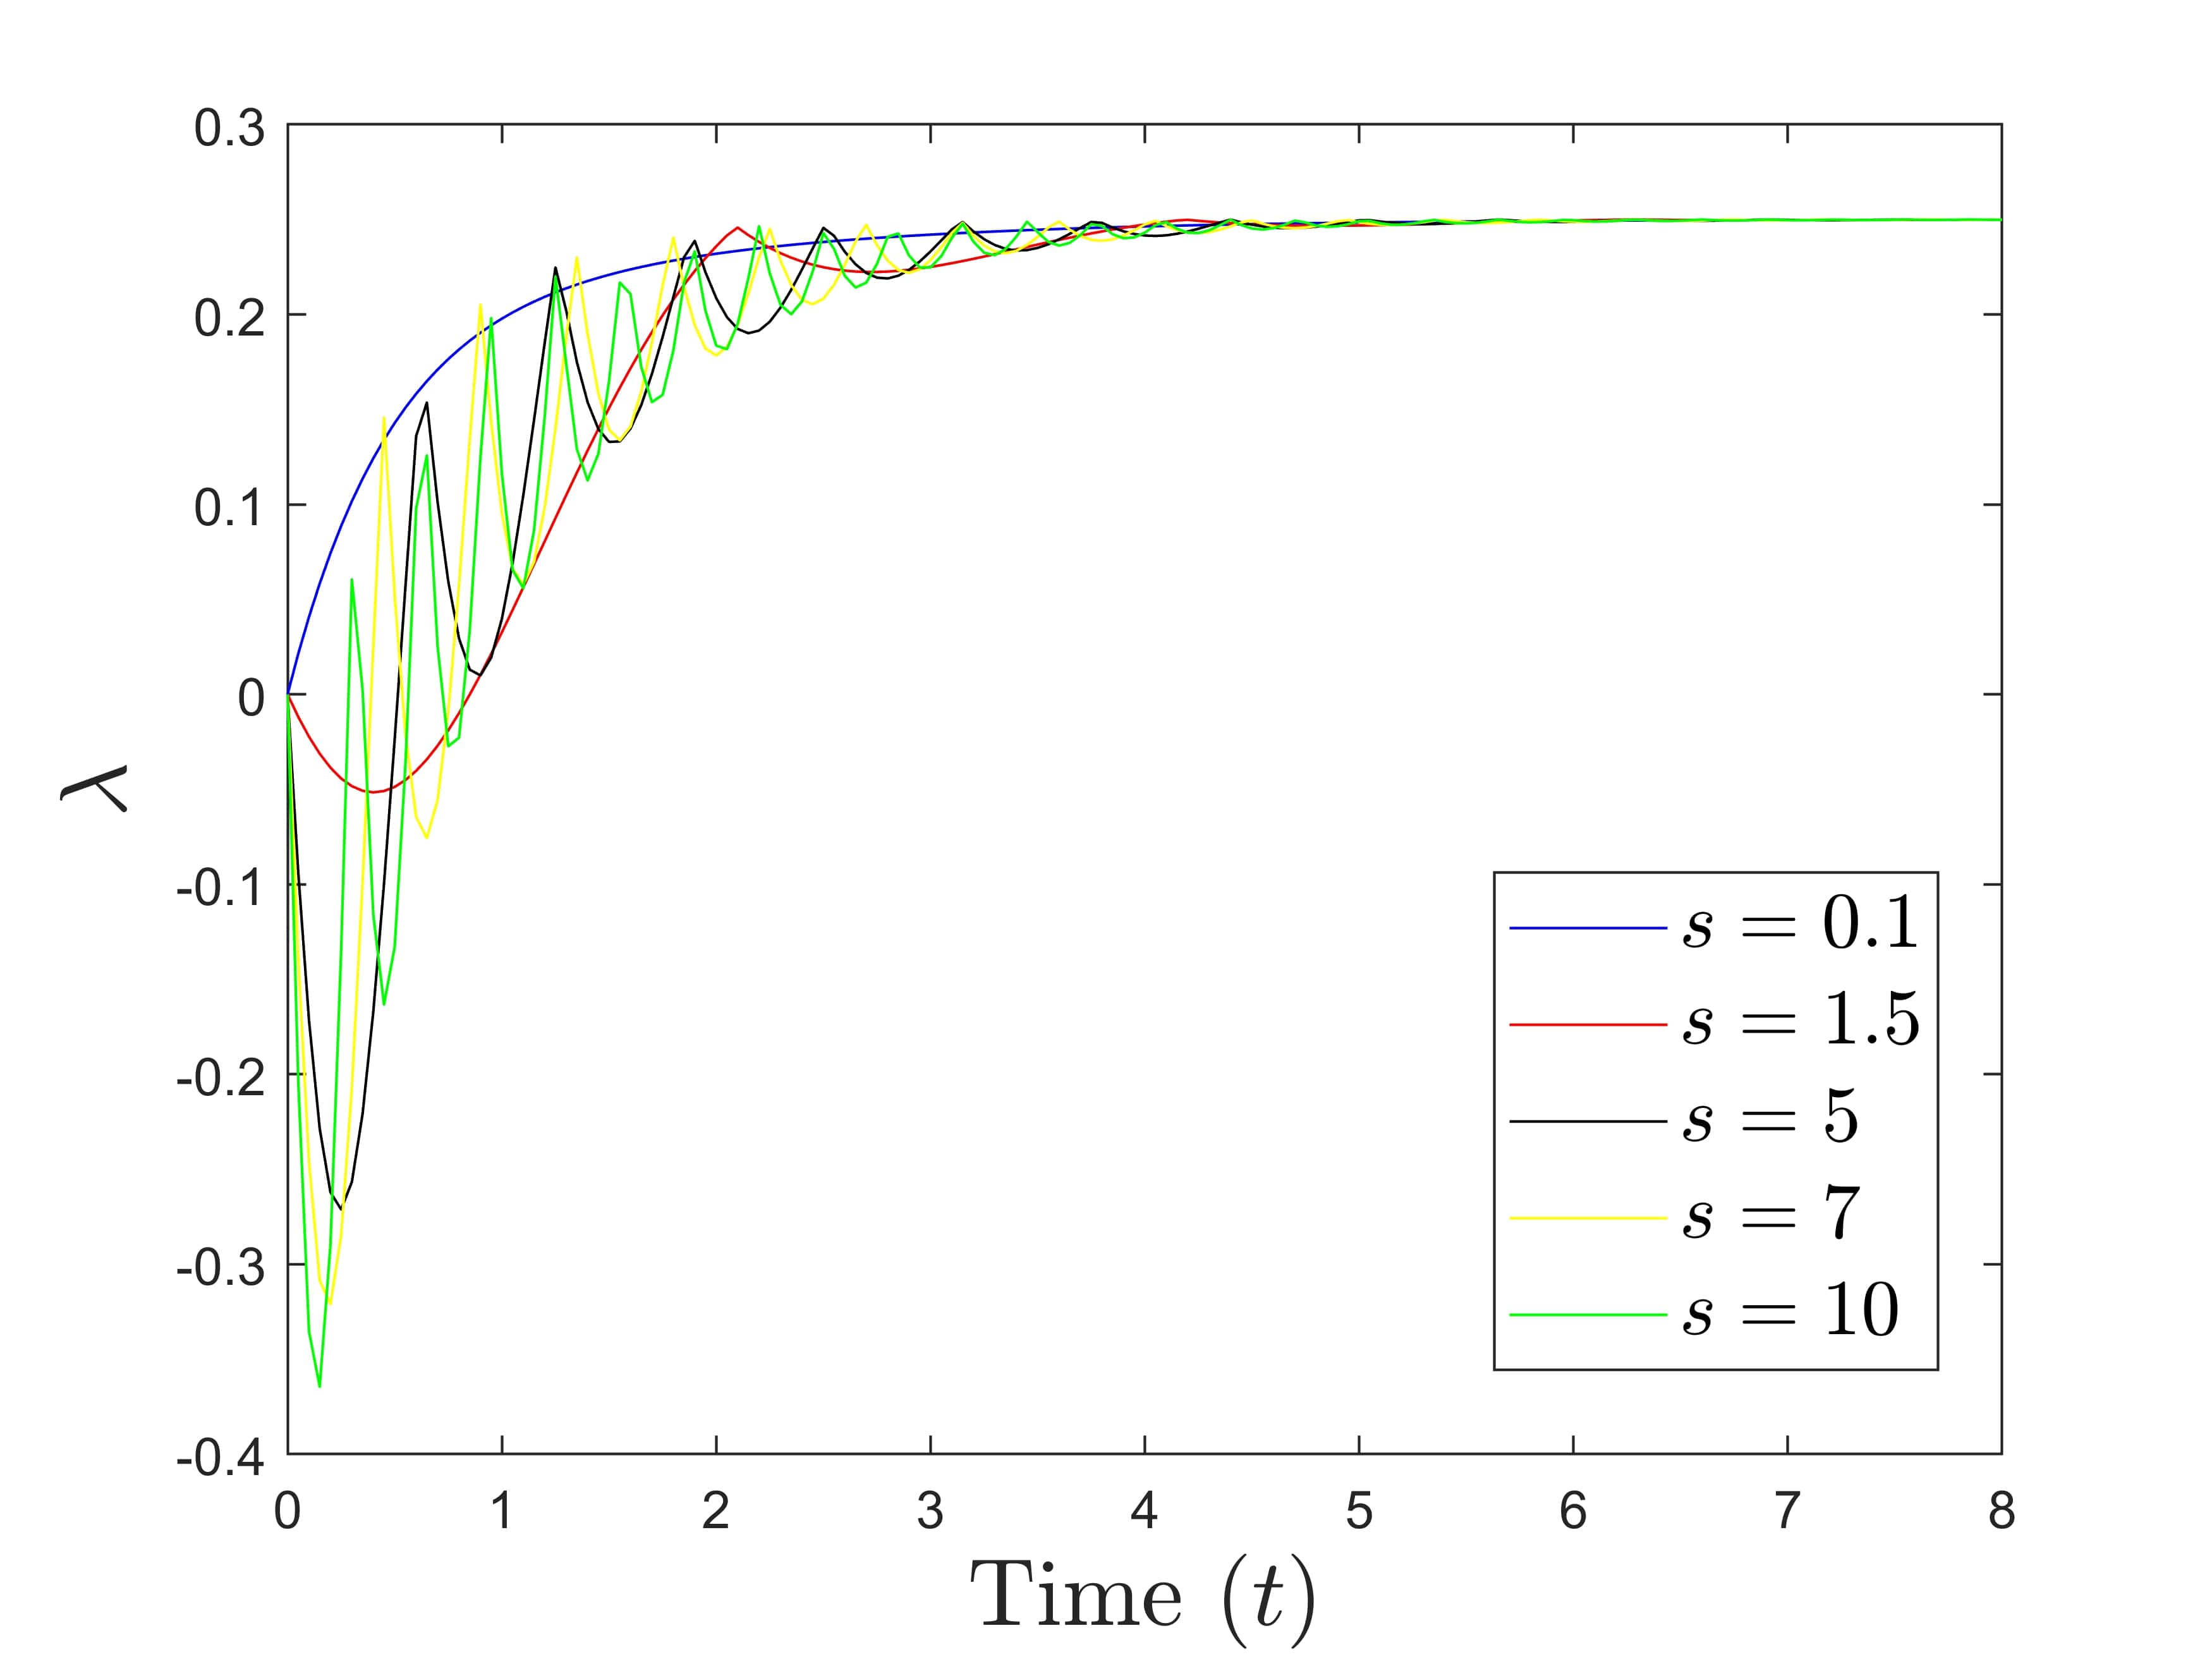 0.3
0.2
0.1
0
-0.1
-0.2
-0.3
-0.4
λ
0 1 2 3 4 5 6 7 8
Time (t)
s = 0.1
s = 1.5
s = 5
s = 7
s = 10